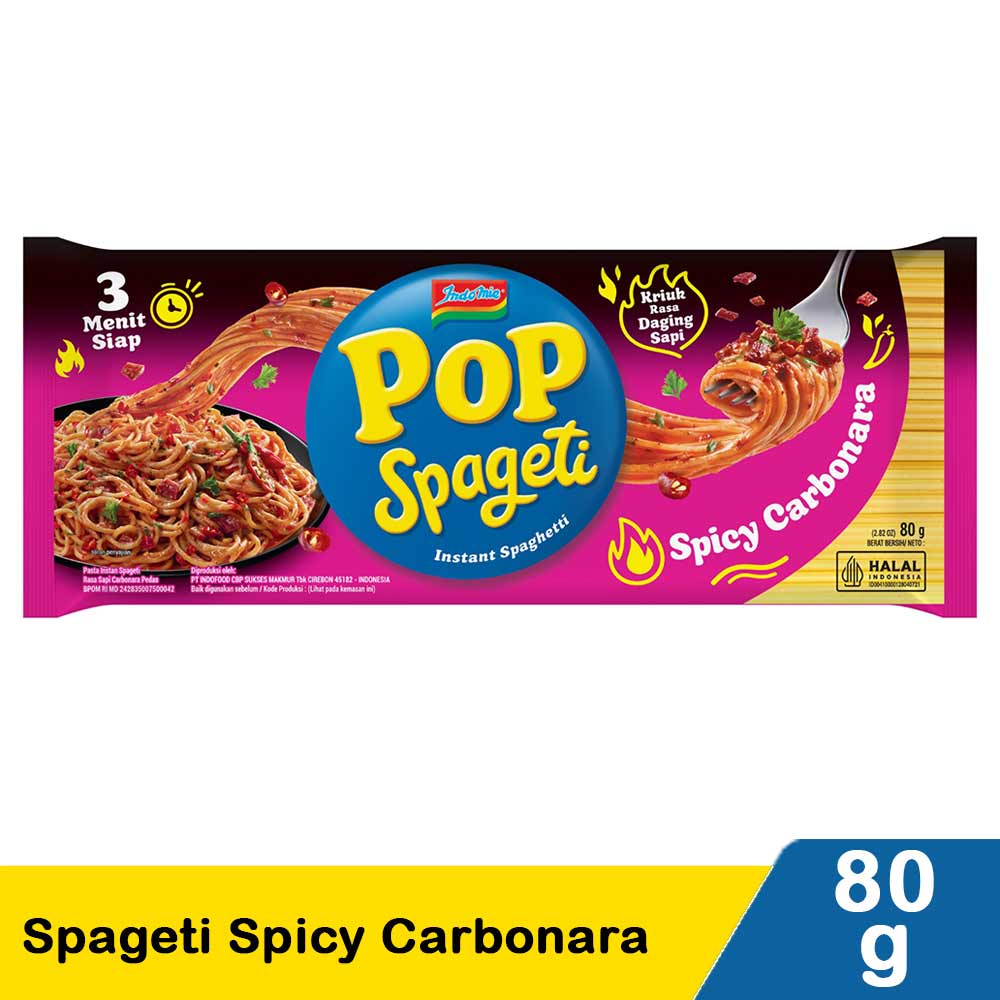 3
Menit
Siap
Indomie
POP
Spageti
Instant Spaghetti
Kriuk
Rasa
Daging
Sapi
Spicy Carbonara
(2.82 OZ) 80 g
BERAT BERSIH/ NETO :
HALAL
INDONESIA
ID00410000128040721
Saran penyajian
Pasta Instan Spageti
Rasa Sapi Carbonara Pedas
BPOM RI MD 242835007500042
Diproduksi oleh:
PT INDOFOOD CBP SUKSES MAKMUR Tbk CIREBON 45182 - INDONESIA
Baik digunakan sebelum / Kode Produksi : (Lihat pada kemasan ini)
Spageti Spicy Carbonara
80
g